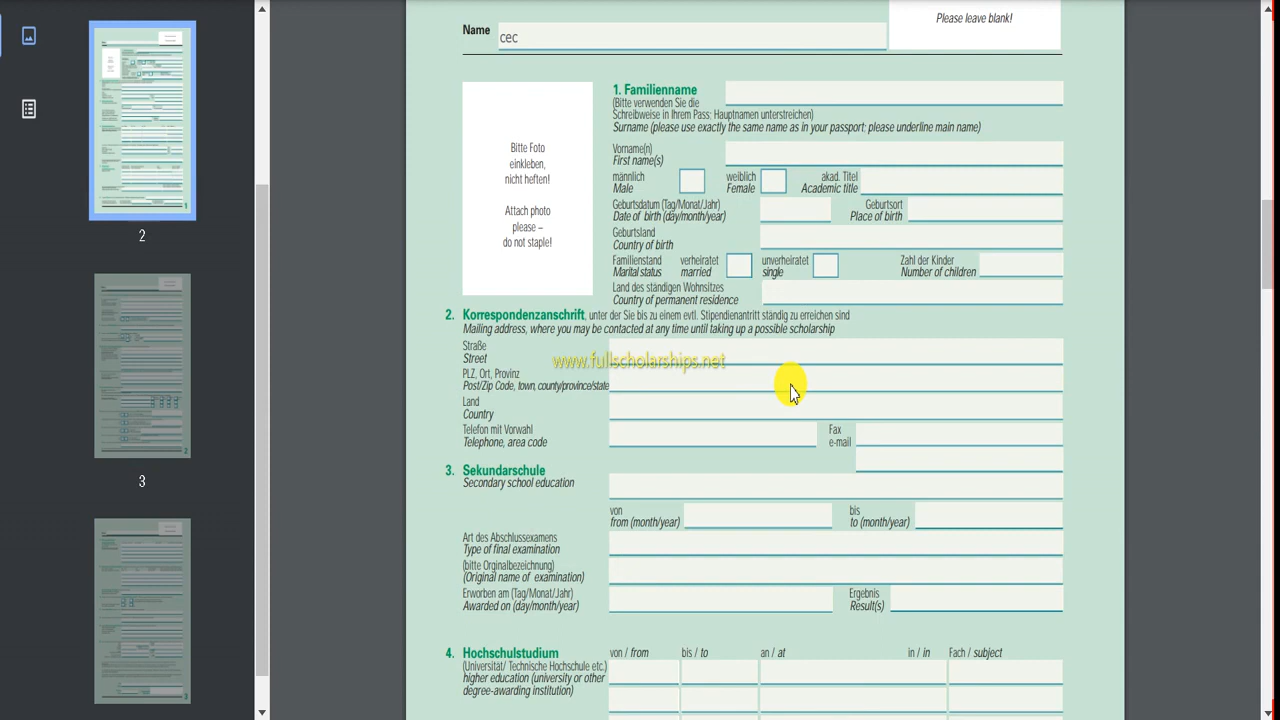 Please leave blank!
Name cec
1. Familienname
(Bitte verwenden Sie die
Schreibweise in Ihrem Pass: Hauptnamen unterstreichen)
Surname (please use exactly the same name as in your passport: please underline main name)
Bitte Foto
einkleben,
nicht heften!
Attach photo
please –
do not staple!
Vorname(n)
First name(s)
männlich weiblich akad. Titel
Male Female Academic title
Geburtsdatum (Tag/Monat/Jahr) Geburtsort
Date of birth (day/month/year) Place of birth
Geburtsland
Country of birth
Familienstand verheiratet unverheiratet Zahl der Kinder
Marital status married single Number of children
Land des ständigen Wohnsitzes
Country of permanent residence
2. Korrespondenzanschrift, unter der Sie bis zu einem evtl. Stipendienantritt ständig zu erreichen sind
Mailing address, where you may be contacted at any time until taking up a possible scholarship
Straße
Street
www.fullscholarships.net
PLZ, Ort, Provinz
Post/Zip Code, town, county/province/state
Land
Country
Telefon mit Vorwahl Fax
Telephone, area code e-mail
3. Sekundarschule
Secondary school education
von bis
from (month/year) to (month/year)
Art des Abschlussexamens
Type of final examination
(bitte Orginalbezeichnung)
(Original name of examination)
Erworben am (Tag/Monat/Jahr) Ergebnis
Awarded on (day/month/year) Result(s)
4. Hochschulstudium von / from bis / to an / at in / in Fach / subject
(Universität/ Technische Hochschule etc.)
higher education (university or other
degree-awarding institution)
1
2
2
3
3